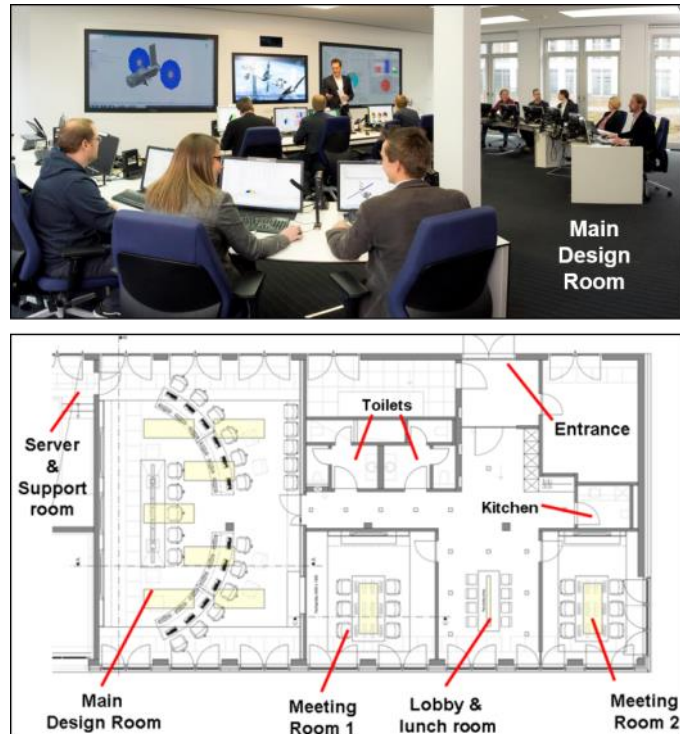 Main
Design
Room
Toilets
Entrance
Server
&
Support
room
Kitchen
Main
Design Room
Meeting
Room 1
Lobby &
lunch room
Meeting
Room 2